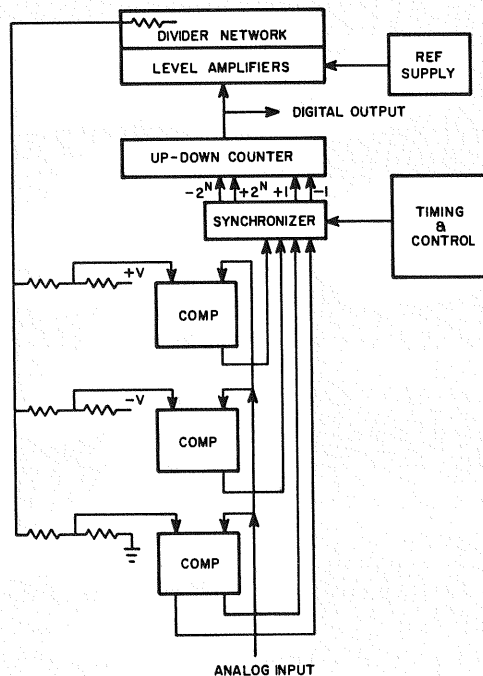 DIVIDER NETWORK
LEVEL AMPLIFIERS
REF
SUPPLY
DIGITAL OUTPUT
UP-DOWN COUNTER
-2^N +2^N +1 -1
SYNCHRONIZER
TIMING
&
CONTROL
+V
COMP
-V
COMP
COMP
ANALOG INPUT